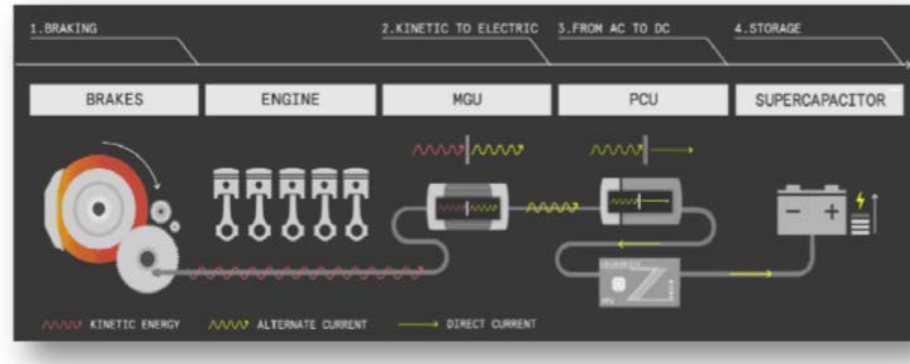 1.BRAKING
2.KINETIC TO ELECTRIC
3.FROM AC TO DC
4.STORAGE
BRAKES
ENGINE
MGU
PCU
SUPERCAPACITOR
− +
KINETIC ENERGY
ALTERNATE CURRENT
DIRECT CURRENT